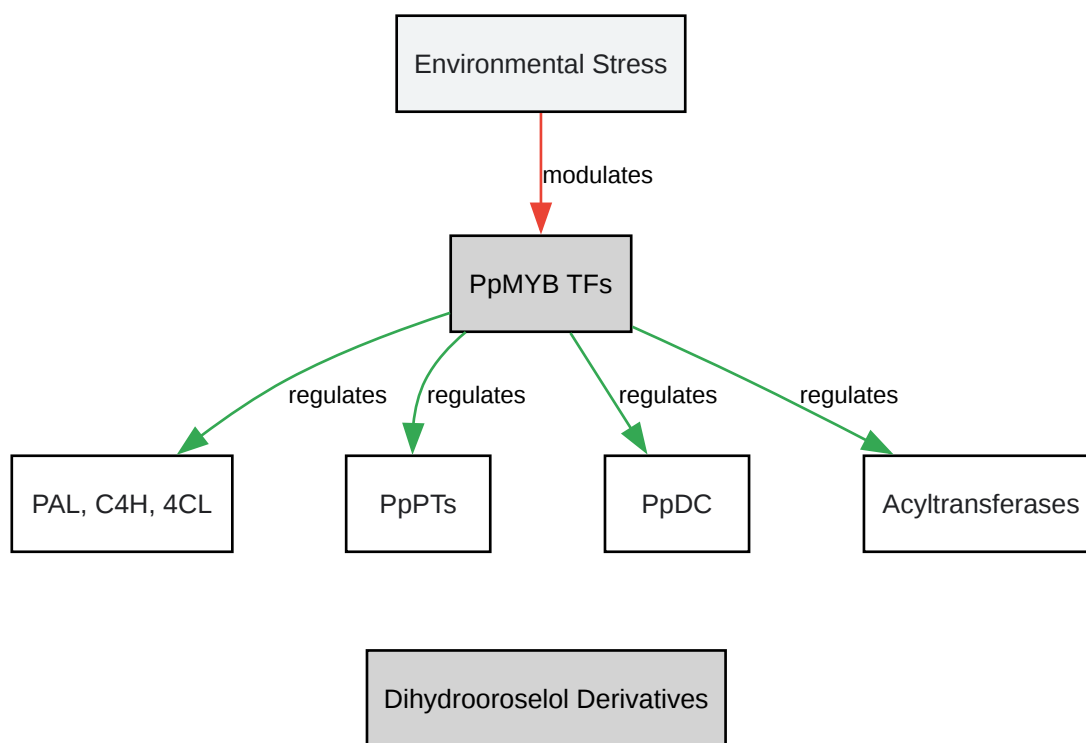 Environmental Stress
modulates
PpMYB TFs
regulates
regulates
regulates
regulates
PAL, C4H, 4CL
PpPTs
PpDC
Acyltransferases
Dihydrooroselol Derivatives